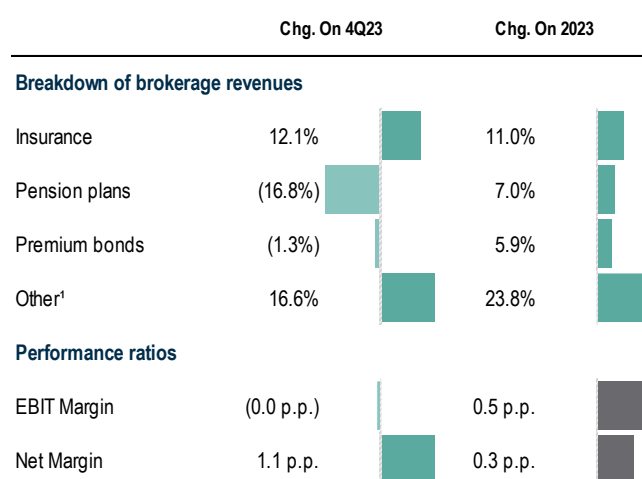 Chg. On 4Q23 Chg. On 2023
Breakdown of brokerage revenues
Insurance 12.1% 11.0%
Pension plans (16.8%) 7.0%
Premium bonds (1.3%) 5.9%
Other¹ 16.6% 23.8%
Performance ratios
EBIT Margin (0.0 p.p.) 0.5 p.p.
Net Margin 1.1 p.p. 0.3 p.p.